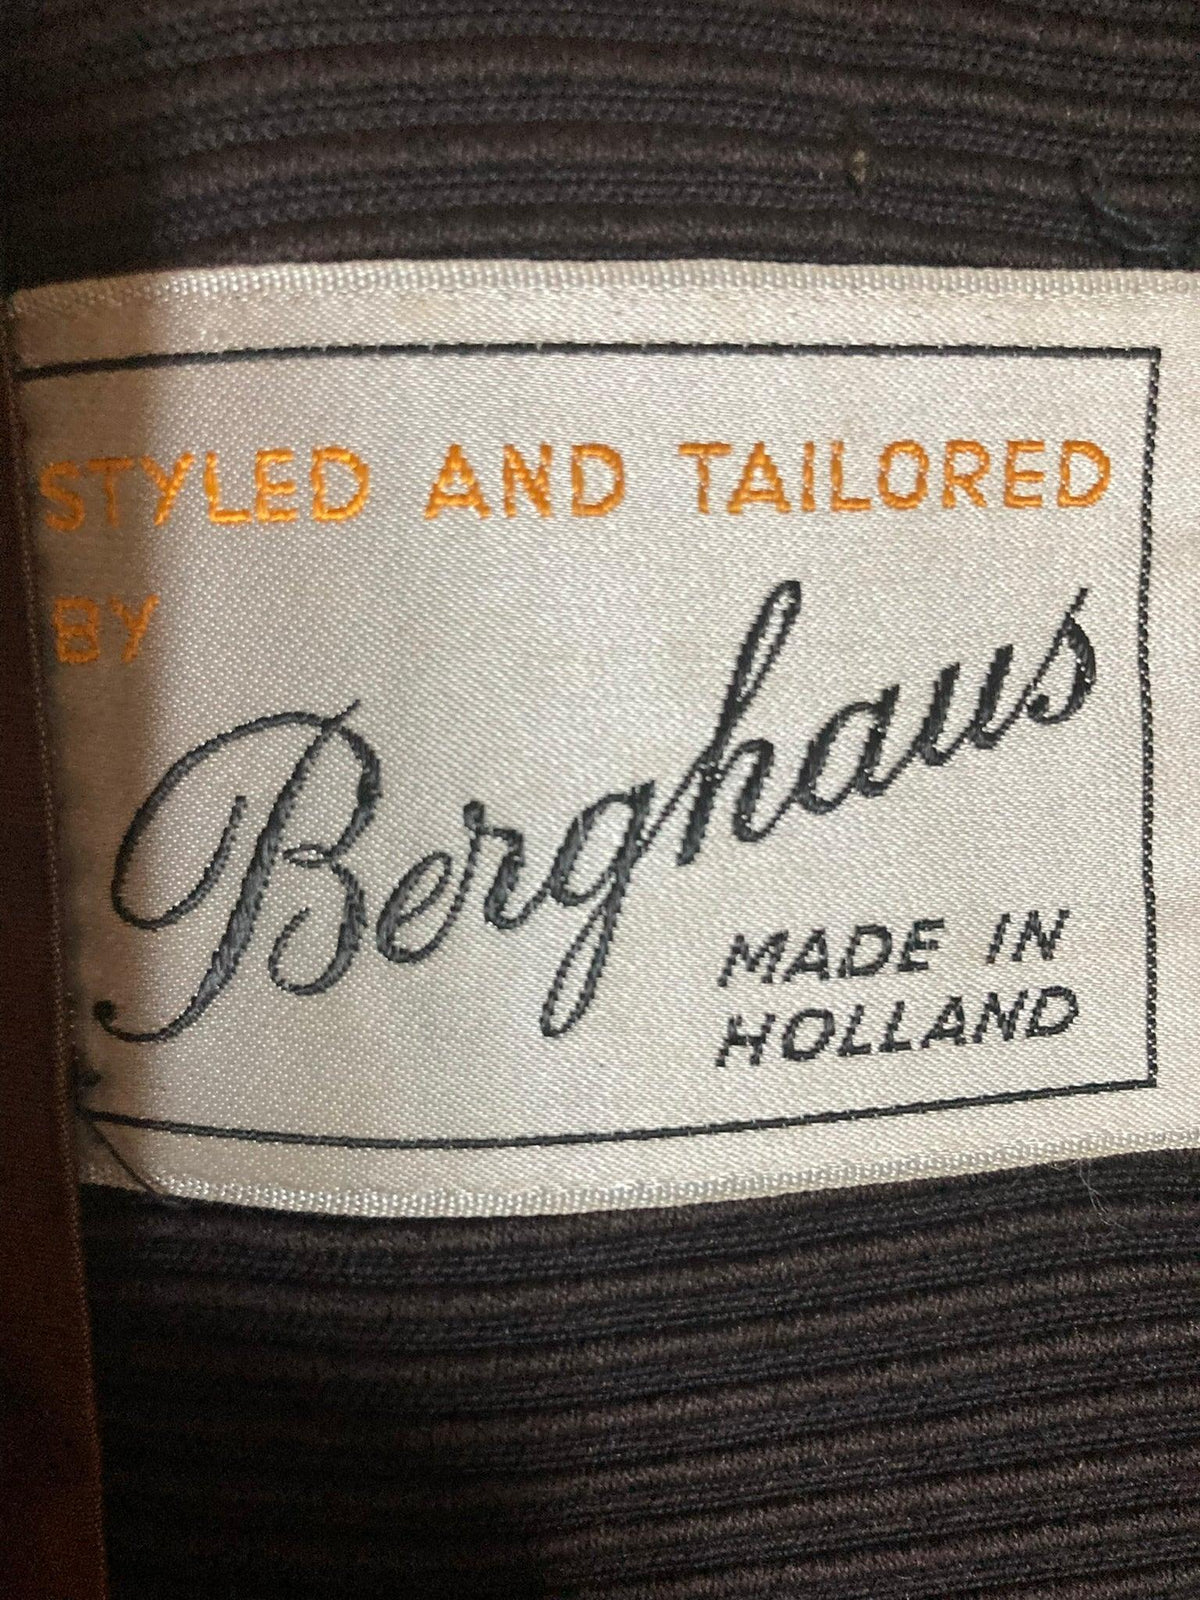 STYLED AND TAILORED
BY
Berghaus
MADE IN
HOLLAND